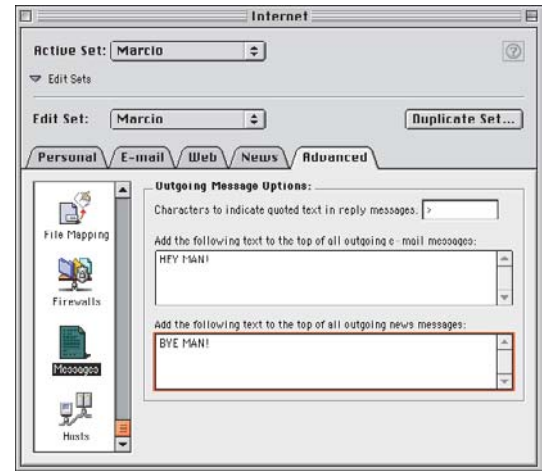 Internet
Active Set: Marcio
Edit Sets
Edit Set: Marcio Duplicate Set...
Personal E-mail Web News Advanced
Outgoing Message Options:
Characters to indicate quoted text in reply messages: >
File Mapping
Add the following text to the top of all outgoing e-mail messages:
HEY MAN!
Firewalls
Add the following text to the top of all outgoing news messages:
BYE MAN!
Messages
Hosts